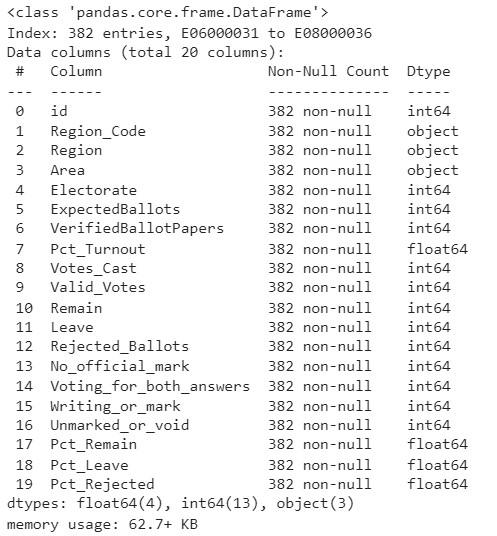 <class 'pandas.core.frame.DataFrame'>
Index: 382 entries, E06000031 to E08000036
Data columns (total 20 columns):
 #   Column                   Non-Null Count  Dtype
---  ------                   --------------  -----
 0   id                       382 non-null    int64
 1   Region_Code              382 non-null    object
 2   Region                   382 non-null    object
 3   Area                     382 non-null    object
 4   Electorate               382 non-null    int64
 5   ExpectedBallots          382 non-null    int64
 6   VerifiedBallotPapers     382 non-null    int64
 7   Pct_Turnout              382 non-null    float64
 8   Votes_Cast               382 non-null    int64
 9   Valid_Votes              382 non-null    int64
 10  Remain                   382 non-null    int64
 11  Leave                    382 non-null    int64
 12  Rejected_Ballots         382 non-null    int64
 13  No_official_mark         382 non-null    int64
 14  Voting_for_both_answers  382 non-null    int64
 15  Writing_or_mark          382 non-null    int64
 16  Unmarked_or_void         382 non-null    int64
 17  Pct_Remain               382 non-null    float64
 18  Pct_Leave                382 non-null    float64
 19  Pct_Rejected             382 non-null    float64
dtypes: float64(4), int64(13), object(3)
memory usage: 62.7+ KB